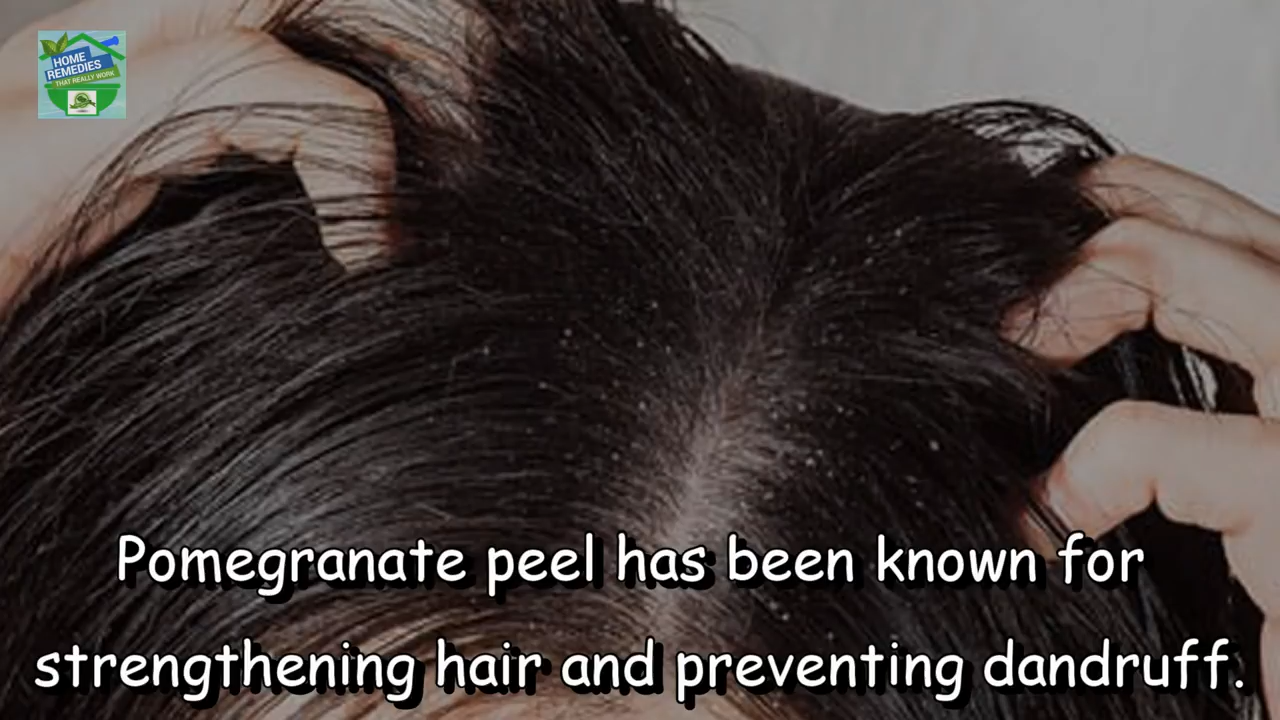 HOME
REMEDIES
THAT REALLY WORK
Pomegranate peel has been known for
strengthening hair and preventing dandruff.